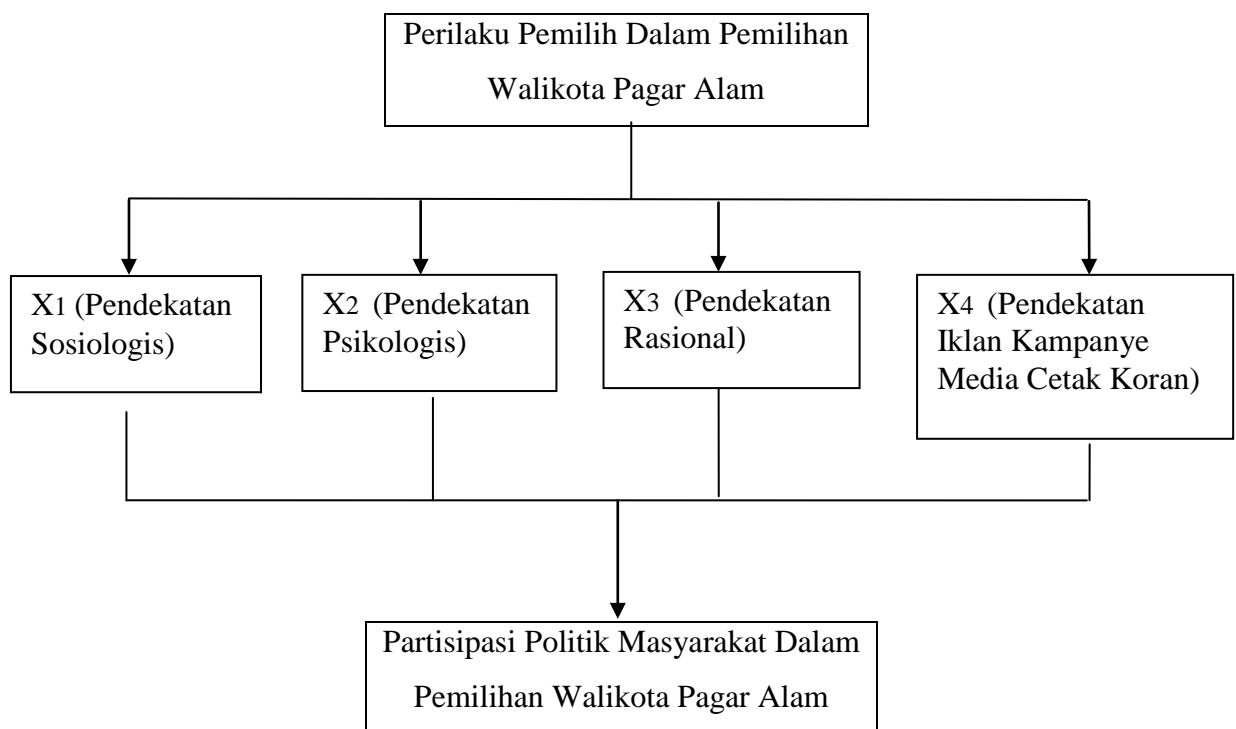 Perilaku Pemilih Dalam Pemilihan
Walikota Pagar Alam
X1 (Pendekatan
Sosiologis)
X2 (Pendekatan
Psikologis)
X3 (Pendekatan
Rasional)
X4 (Pendekatan
Iklan Kampanye
Media Cetak Koran)
Partisipasi Politik Masyarakat Dalam
Pemilihan Walikota Pagar Alam